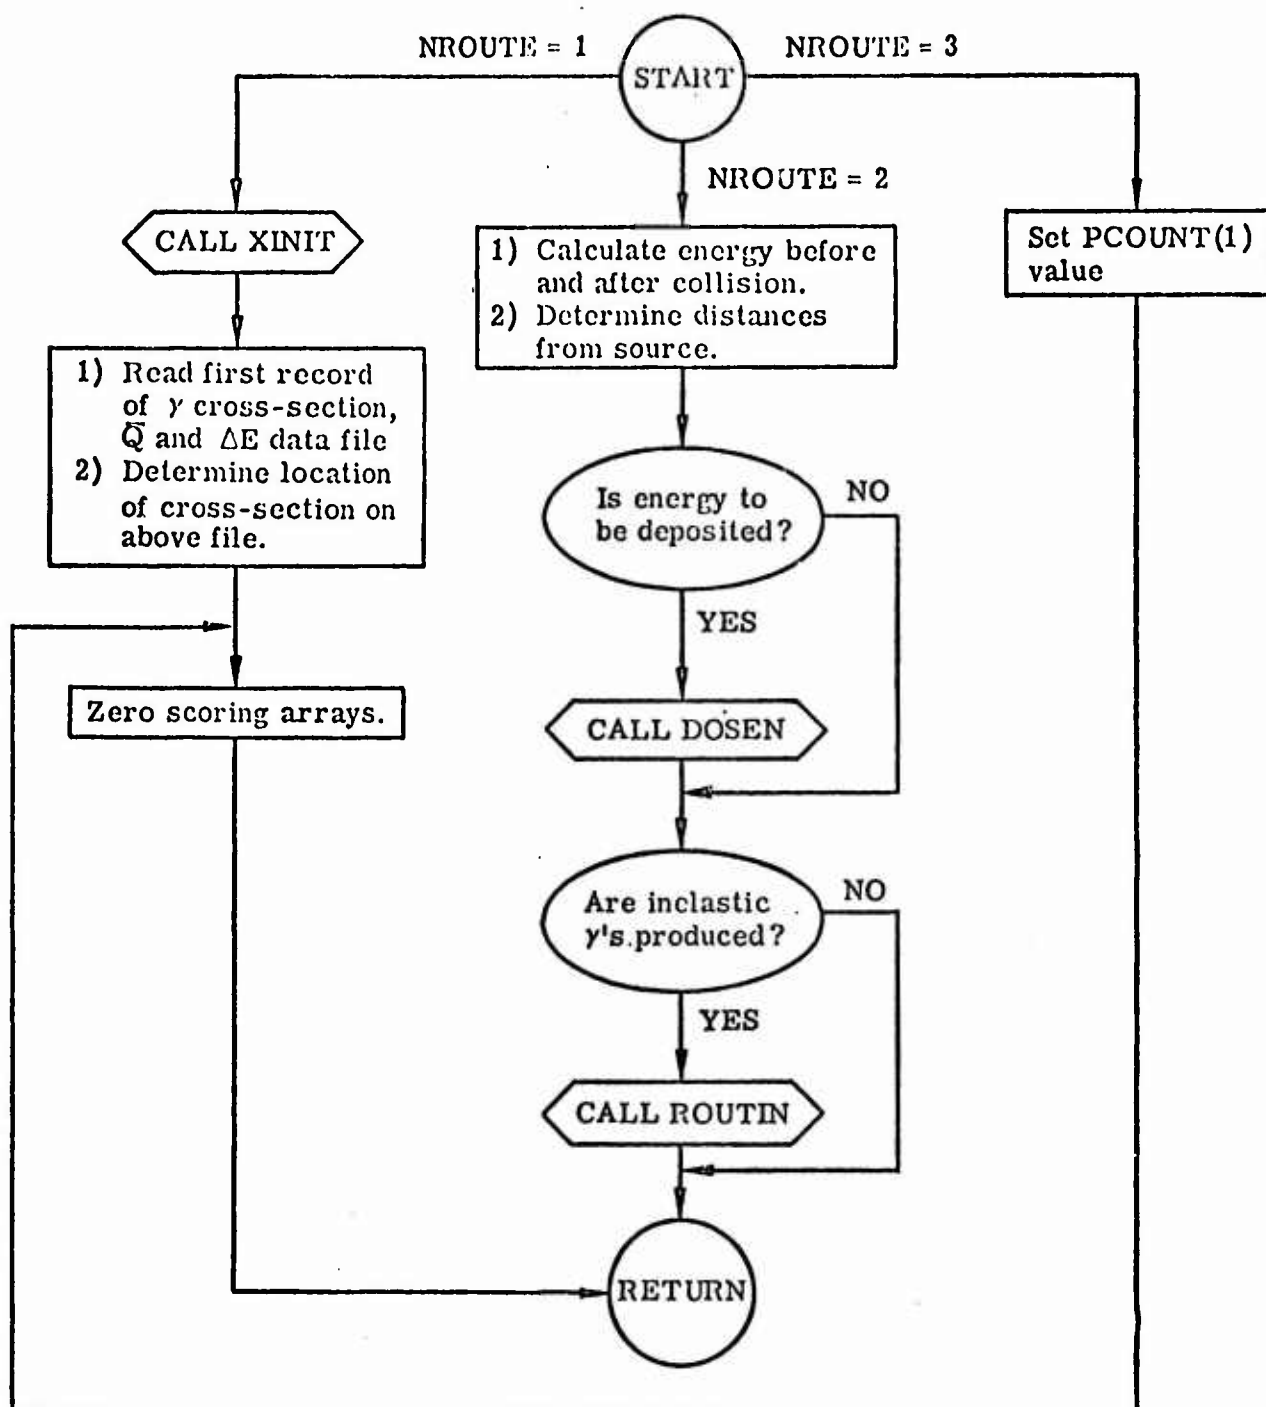 NROUTE = 1
START
NROUTE = 3
NROUTE = 2
CALL XINIT
1) Calculate energy before
and after collision.
2) Determine distances
from source.
Set PCOUNT(1)
value
1) Read first record
of γ cross-section,
Q̄ and ΔE data file
2) Determine location
of cross-section on
above file.
Is energy to
be deposited?
NO
YES
Zero scoring arrays.
CALL DOSEN
Are inelastic
γ's produced?
NO
YES
CALL ROUTIN
RETURN